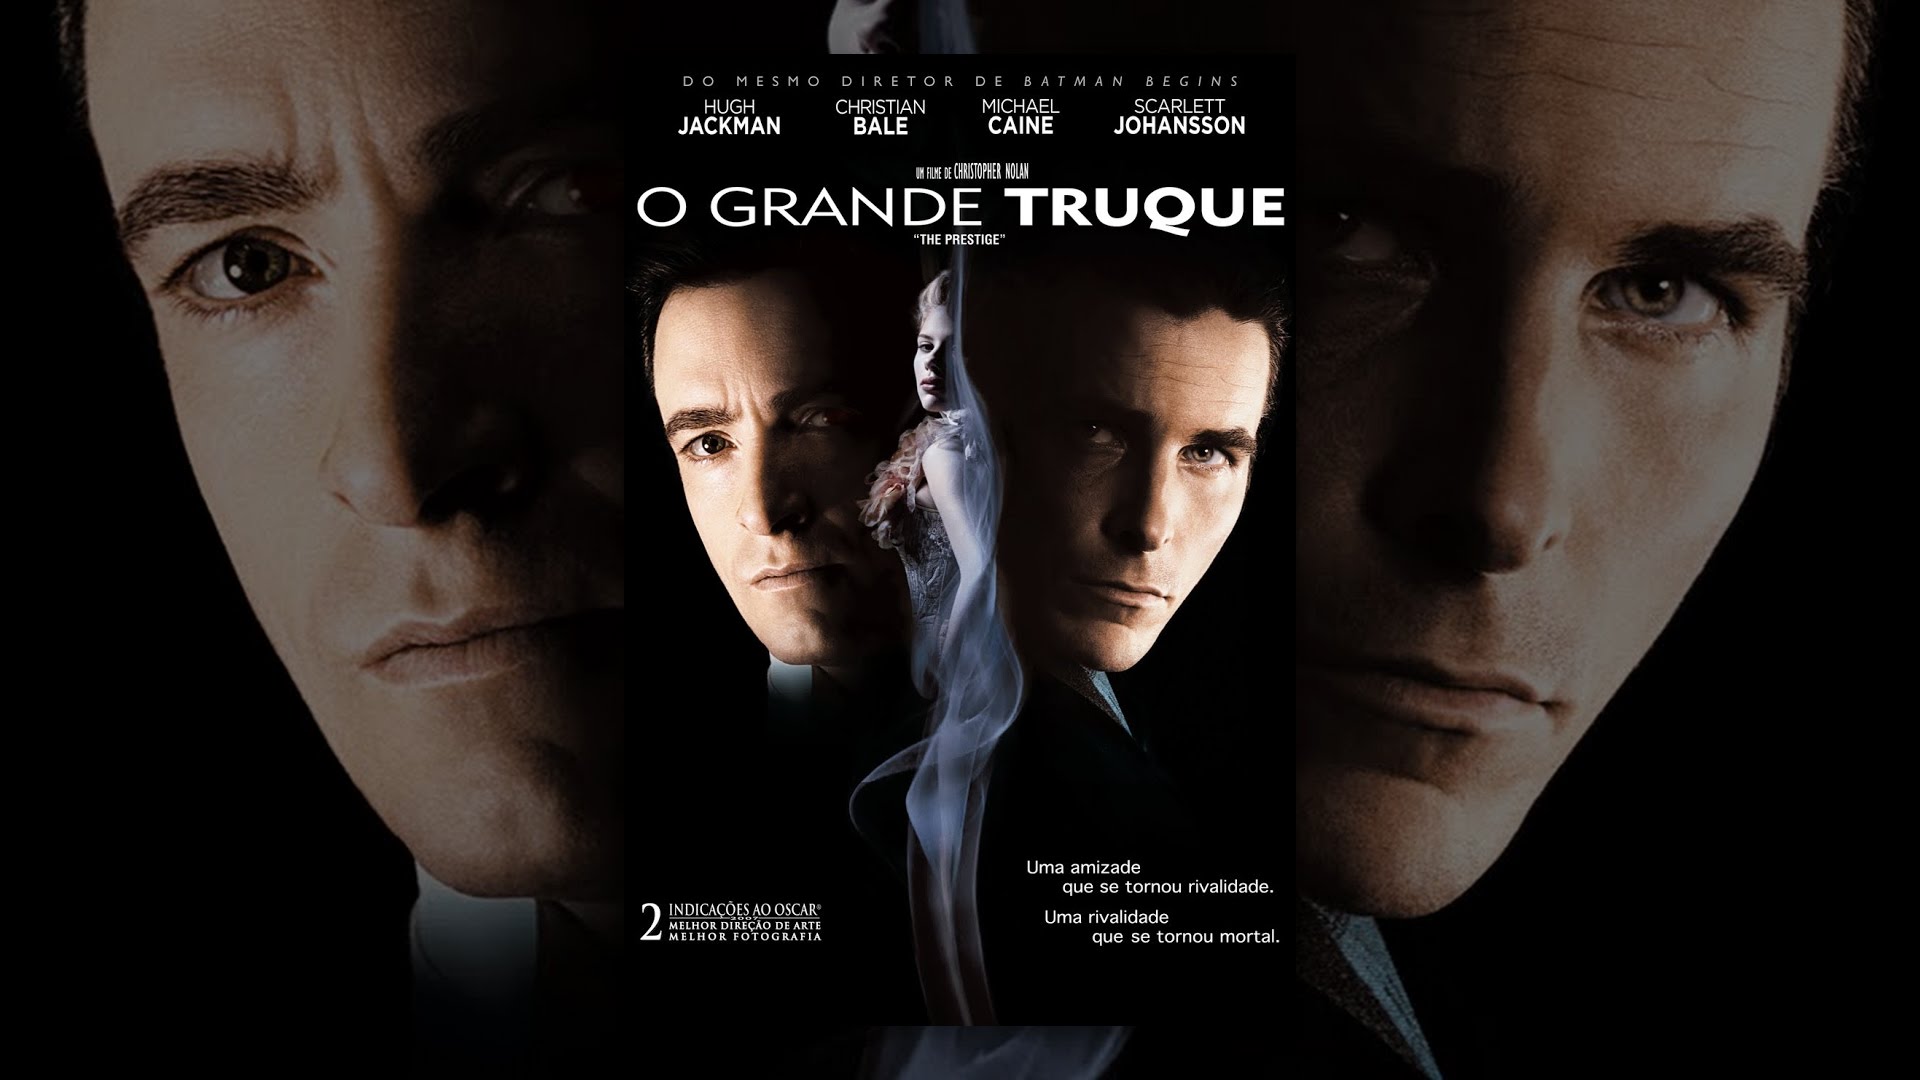 DO MESMO DIRETOR DE BATMAN BEGINS
HUGH JACKMAN
CHRISTIAN BALE
MICHAEL CAINE
SCARLETT JOHANSSON
UM FILME DE CHRISTOPHER NOLAN
O GRANDE TRUQUE
“THE PRESTIGE”
Uma amizade
que se tornou rivalidade.
Uma rivalidade
que se tornou mortal.
2 INDICAÇÕES AO OSCAR®
2007
MELHOR DIREÇÃO DE ARTE
MELHOR FOTOGRAFIA